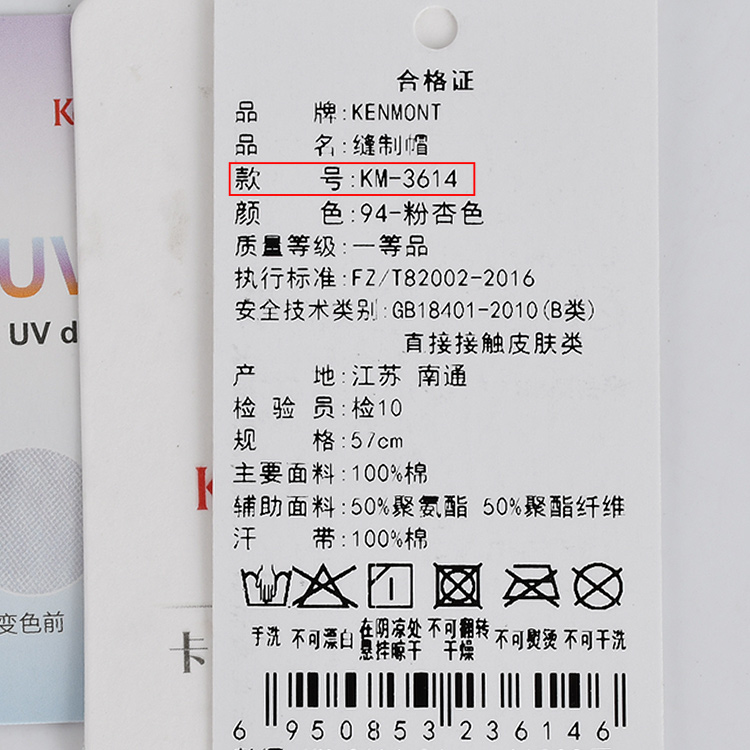 合格证
品 牌:KENMONT
品 名:缝制帽
款 号:KM-3614
颜 色:94-粉杏色
质量等级:一等品
执行标准:FZ/T82002-2016
安全技术类别:GB18401-2010(B类)
直接接触皮肤类
产 地:江苏 南通
检 验 员:检10
规 格:57cm
主要面料:100%棉
辅助面料:50%聚氨酯 50%聚酯纤维
汗 带:100%棉
手洗 不可漂白 在阴凉处悬挂晾干 不可翻转干燥 不可熨烫 不可干洗
6 950853 236146
K
UV
UV d
变色前
K
卡